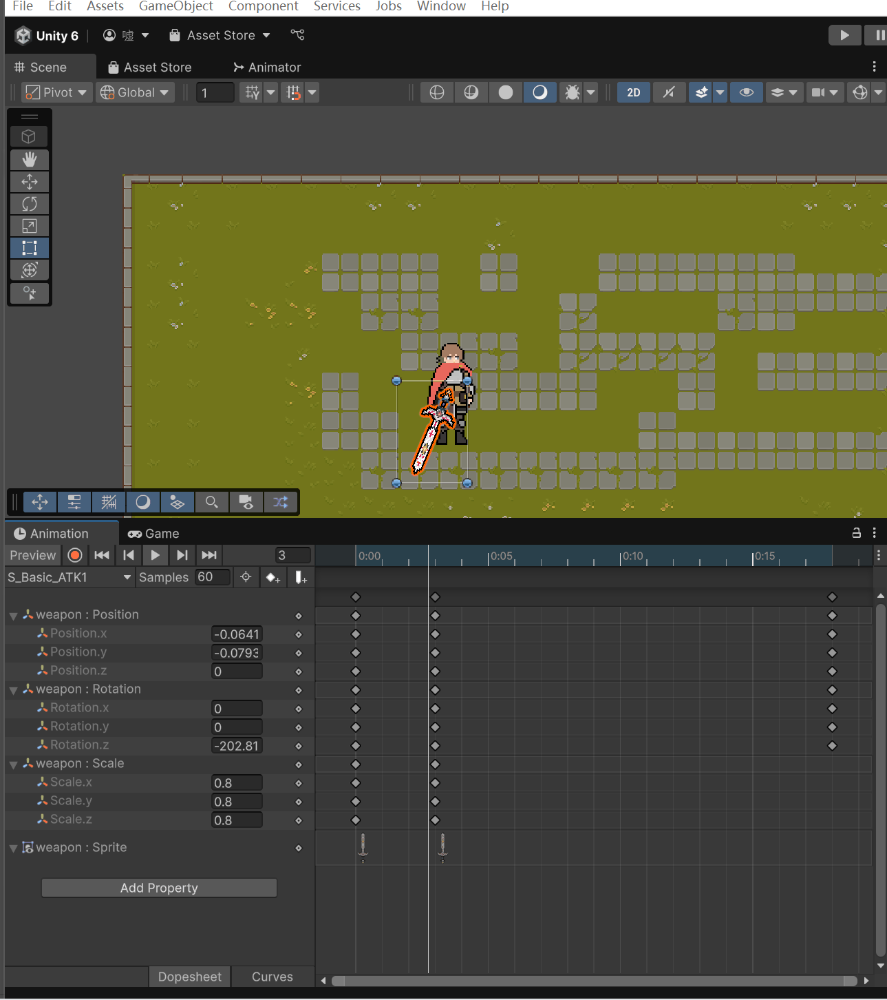 File Edit Assets GameObject Component Services Jobs Window Help
Unity 6 嘘 Asset Store
Scene Asset Store Animator
Pivot Global 1 2D
Animation Game
Preview 3 0:00 0:05 0:10 0:15
S_Basic_ATK1 Samples 60
weapon : Position
Position.x -0.0641
Position.y -0.0793
Position.z 0
weapon : Rotation
Rotation.x 0
Rotation.y 0
Rotation.z -202.81
weapon : Scale
Scale.x 0.8
Scale.y 0.8
Scale.z 0.8
weapon : Sprite
Add Property
Dopesheet Curves